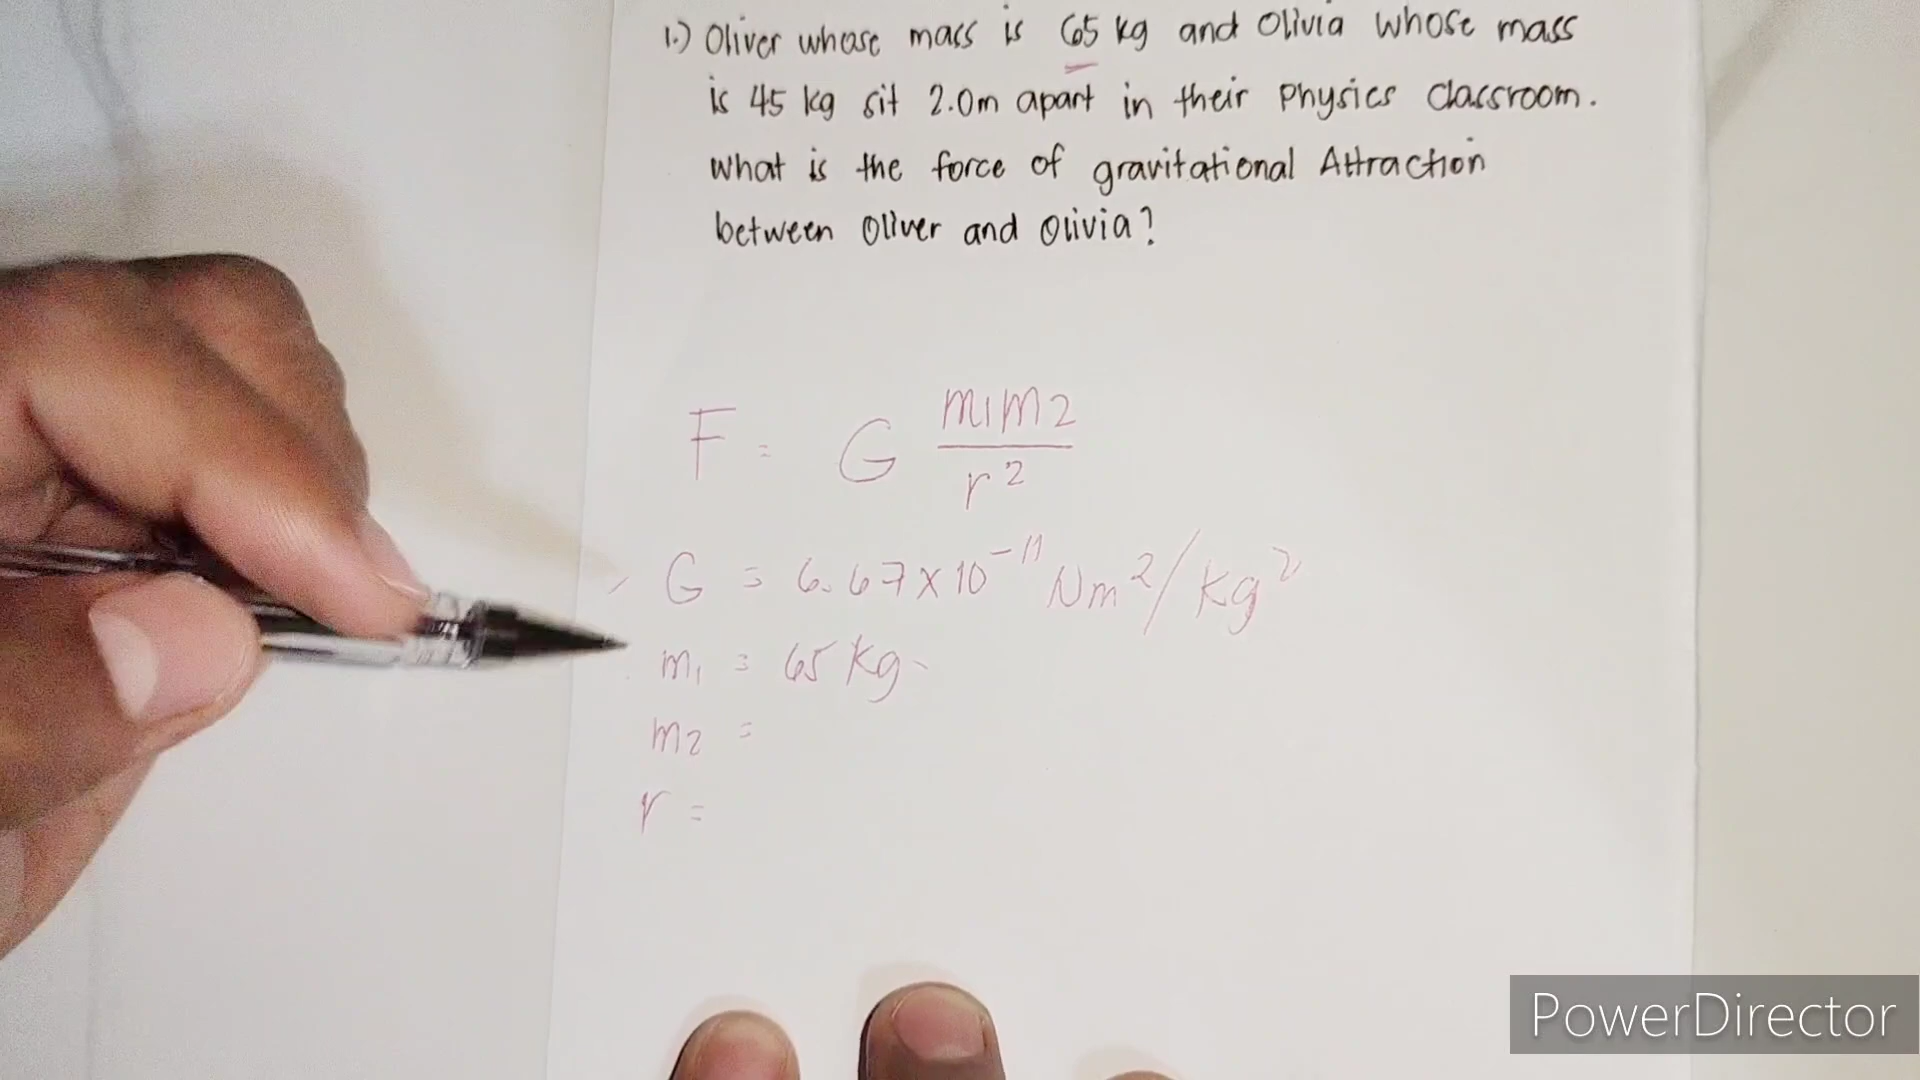 1.) Oliver whose mass is 65 kg and Olivia whose mass
is 45 kg sit 2.0m apart in their Physics classroom.
What is the force of gravitational Attraction
between Oliver and Olivia?
F = G m1m2 / r²
G = 6.67 x 10⁻¹¹ Nm²/kg²
m₁ = 65 kg
m2 =
r =
PowerDirector